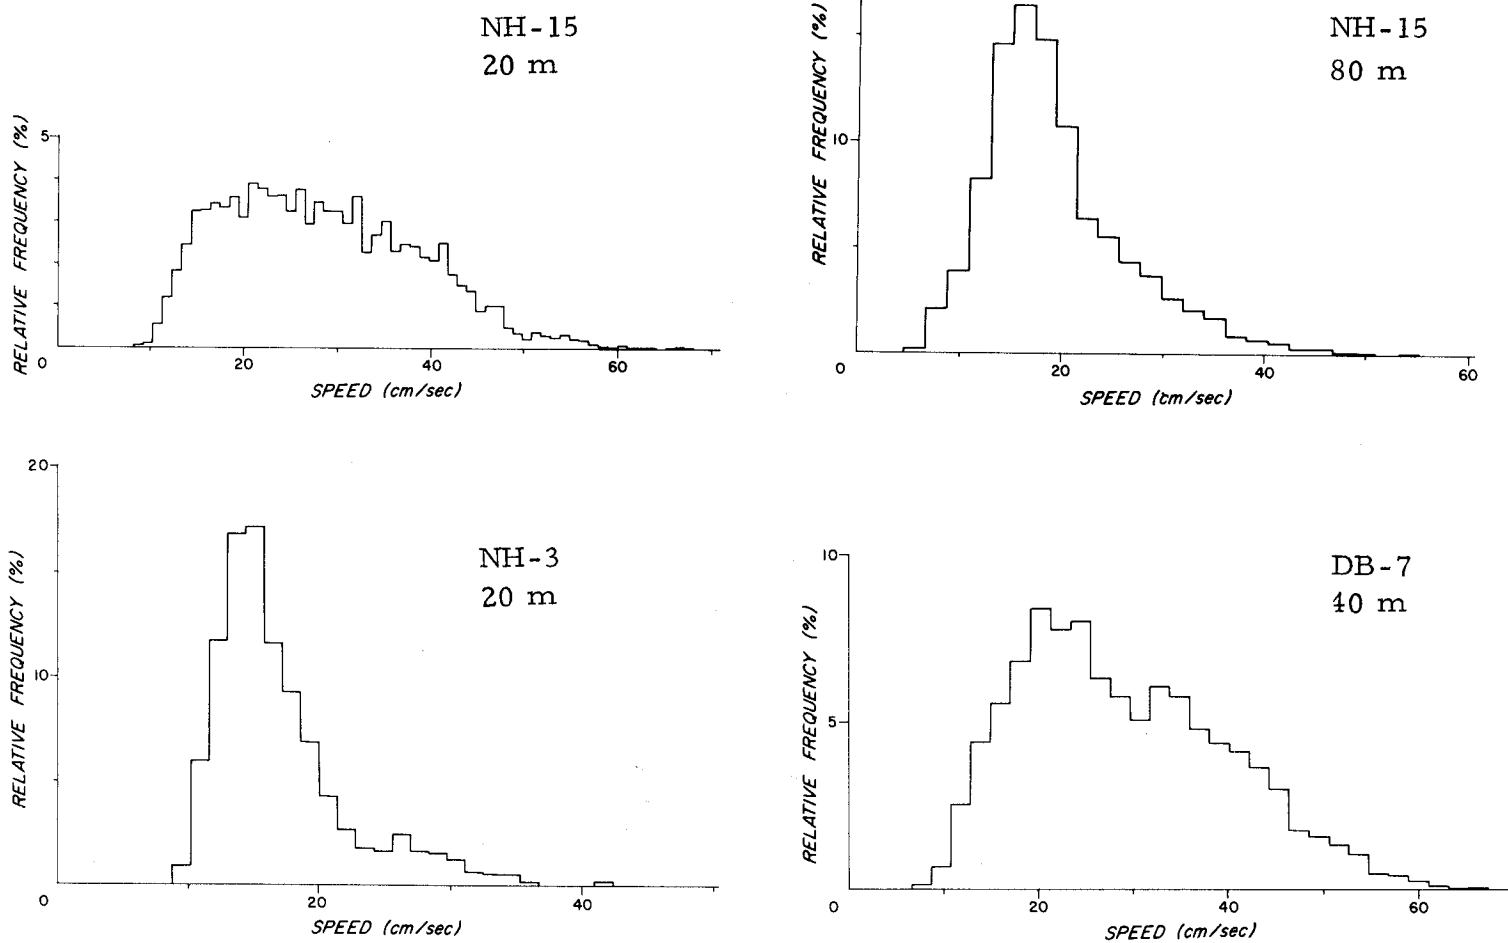 NH-15
20 m
RELATIVE FREQUENCY (%)
5
0
20
40
60
SPEED (cm/sec)
NH-15
80 m
RELATIVE FREQUENCY (%)
10
0
20
40
60
SPEED (cm/sec)
NH-3
20 m
RELATIVE FREQUENCY (%)
20
10
0
20
40
SPEED (cm/sec)
DB-7
40 m
RELATIVE FREQUENCY (%)
10
5
0
20
40
60
SPEED (cm/sec)